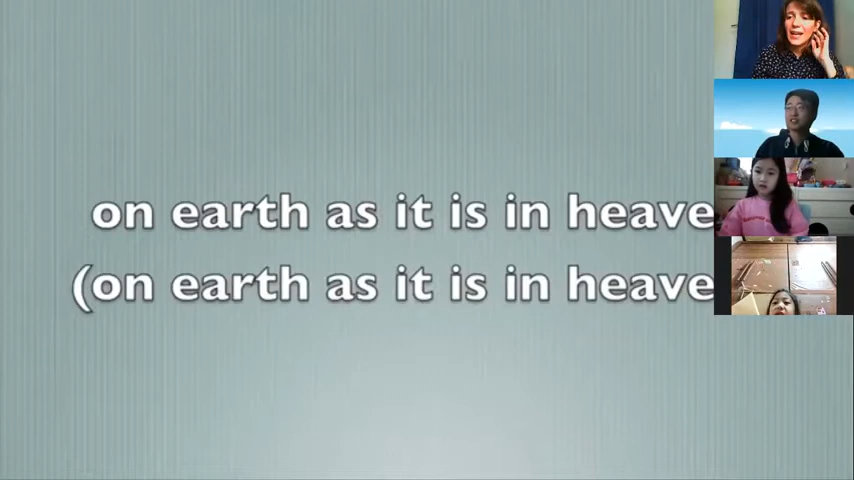 on earth as it is in heave
(on earth as it is in heave